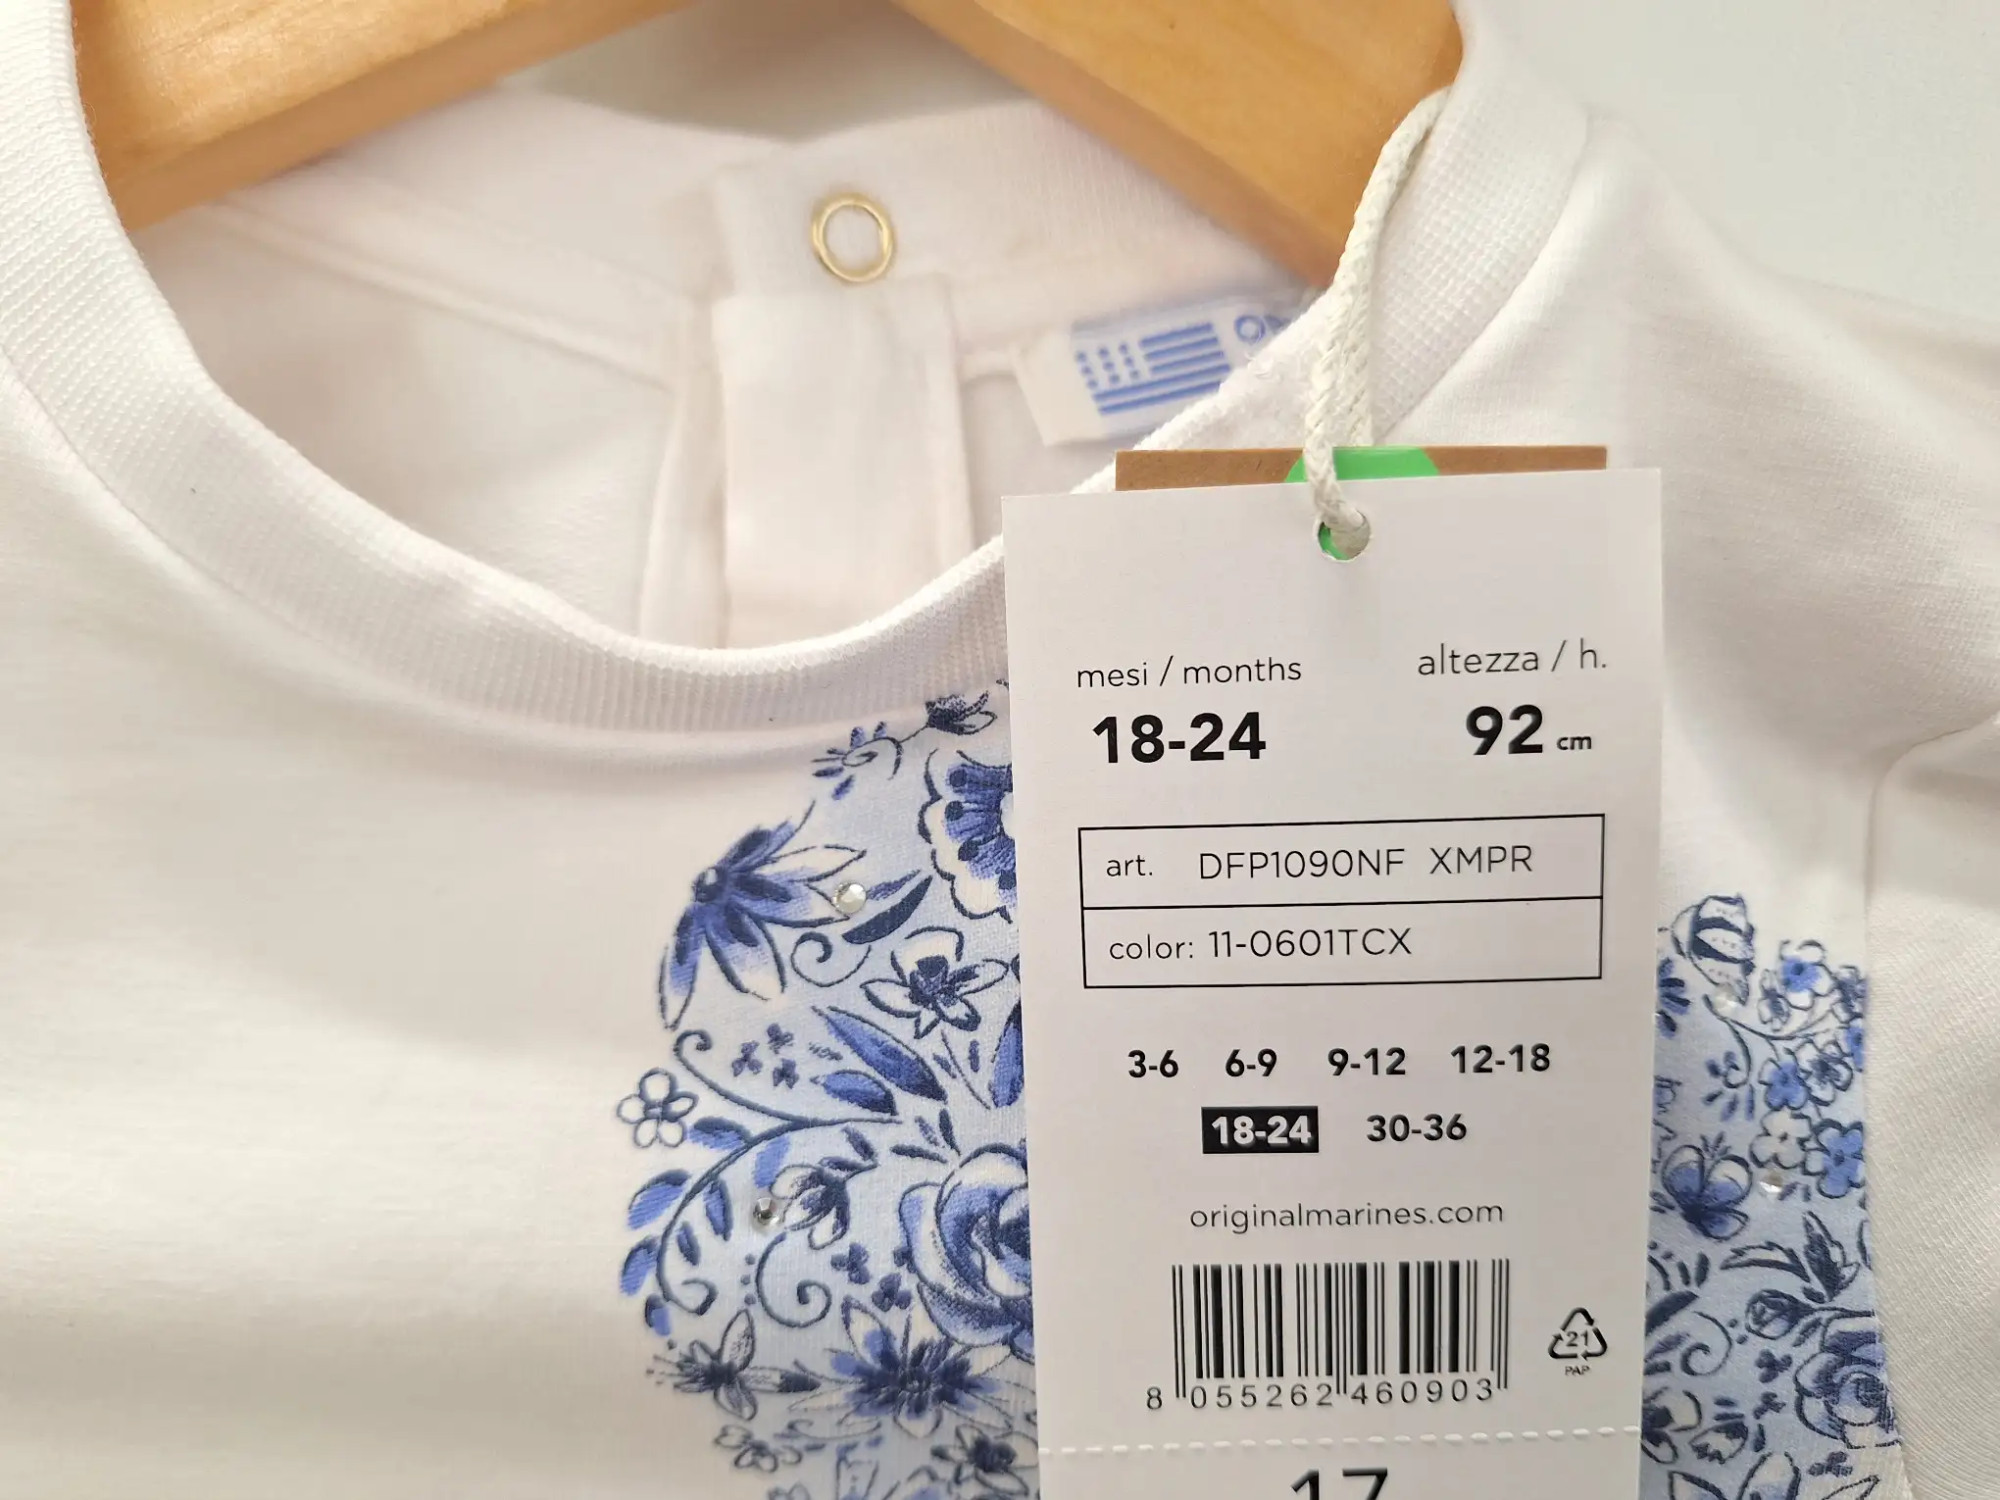 mesi / months
altezza / h.
18-24
92 cm
art. DFP1090NF XMPR
color: 11-0601TCX
3-6 6-9 9-12 12-18
18-24 30-36
originalmarines.com
8 055262 460903
21
PAP